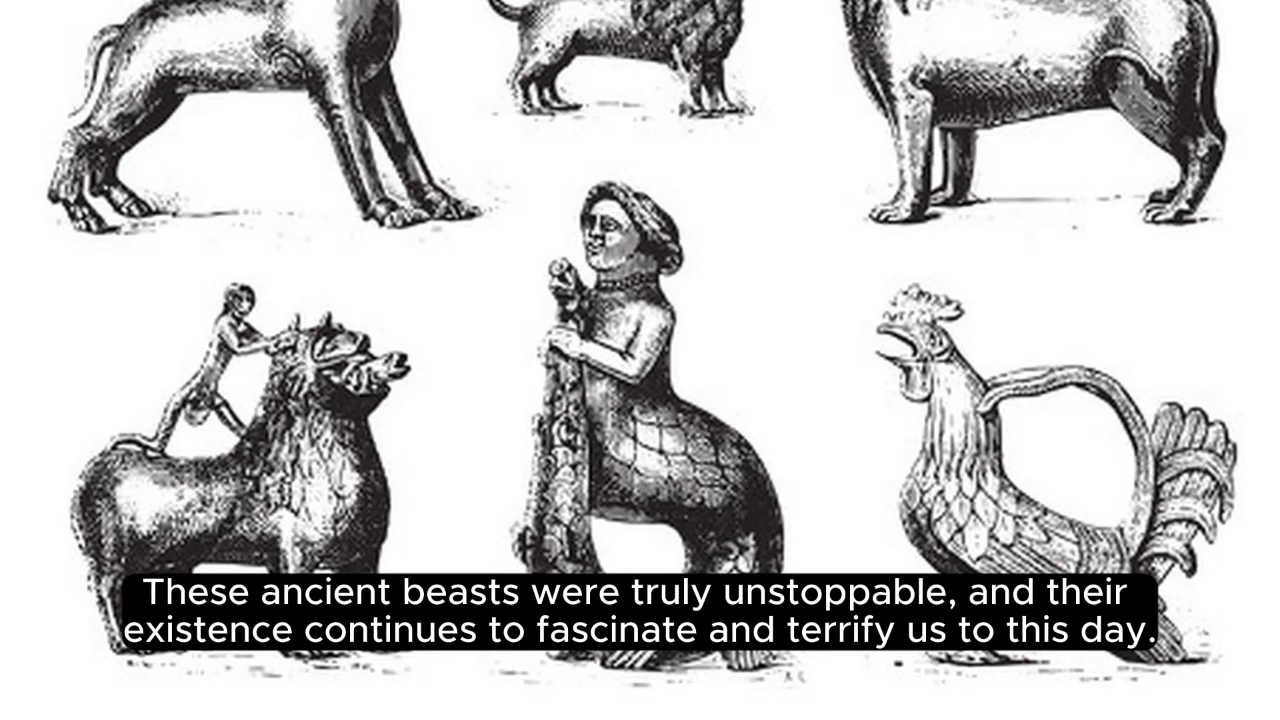 These ancient beasts were truly unstoppable, and their
existence continues to fascinate and terrify us to this day.